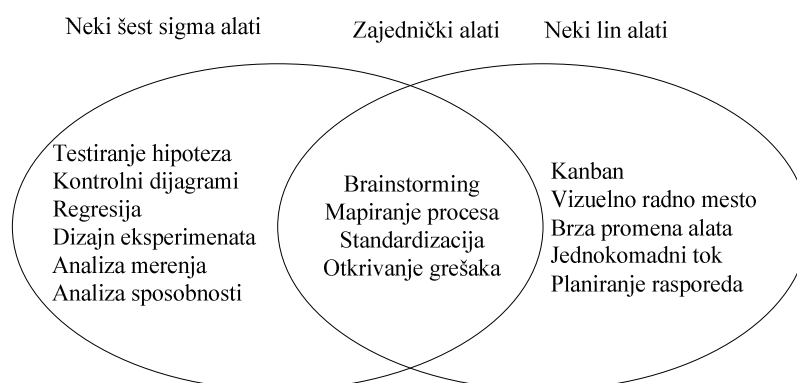 Neki šest sigma alati
Zajednički alati
Neki lin alati
Testiranje hipoteza
Kontrolni dijagrami
Regresija
Dizajn eksperimenata
Analiza merenja
Analiza sposobnosti
Brainstorming
Mapiranje procesa
Standardizacija
Otkrivanje grešaka
Kanban
Vizuelno radno mesto
Brza promena alata
Jednokomadni tok
Planiranje rasporeda